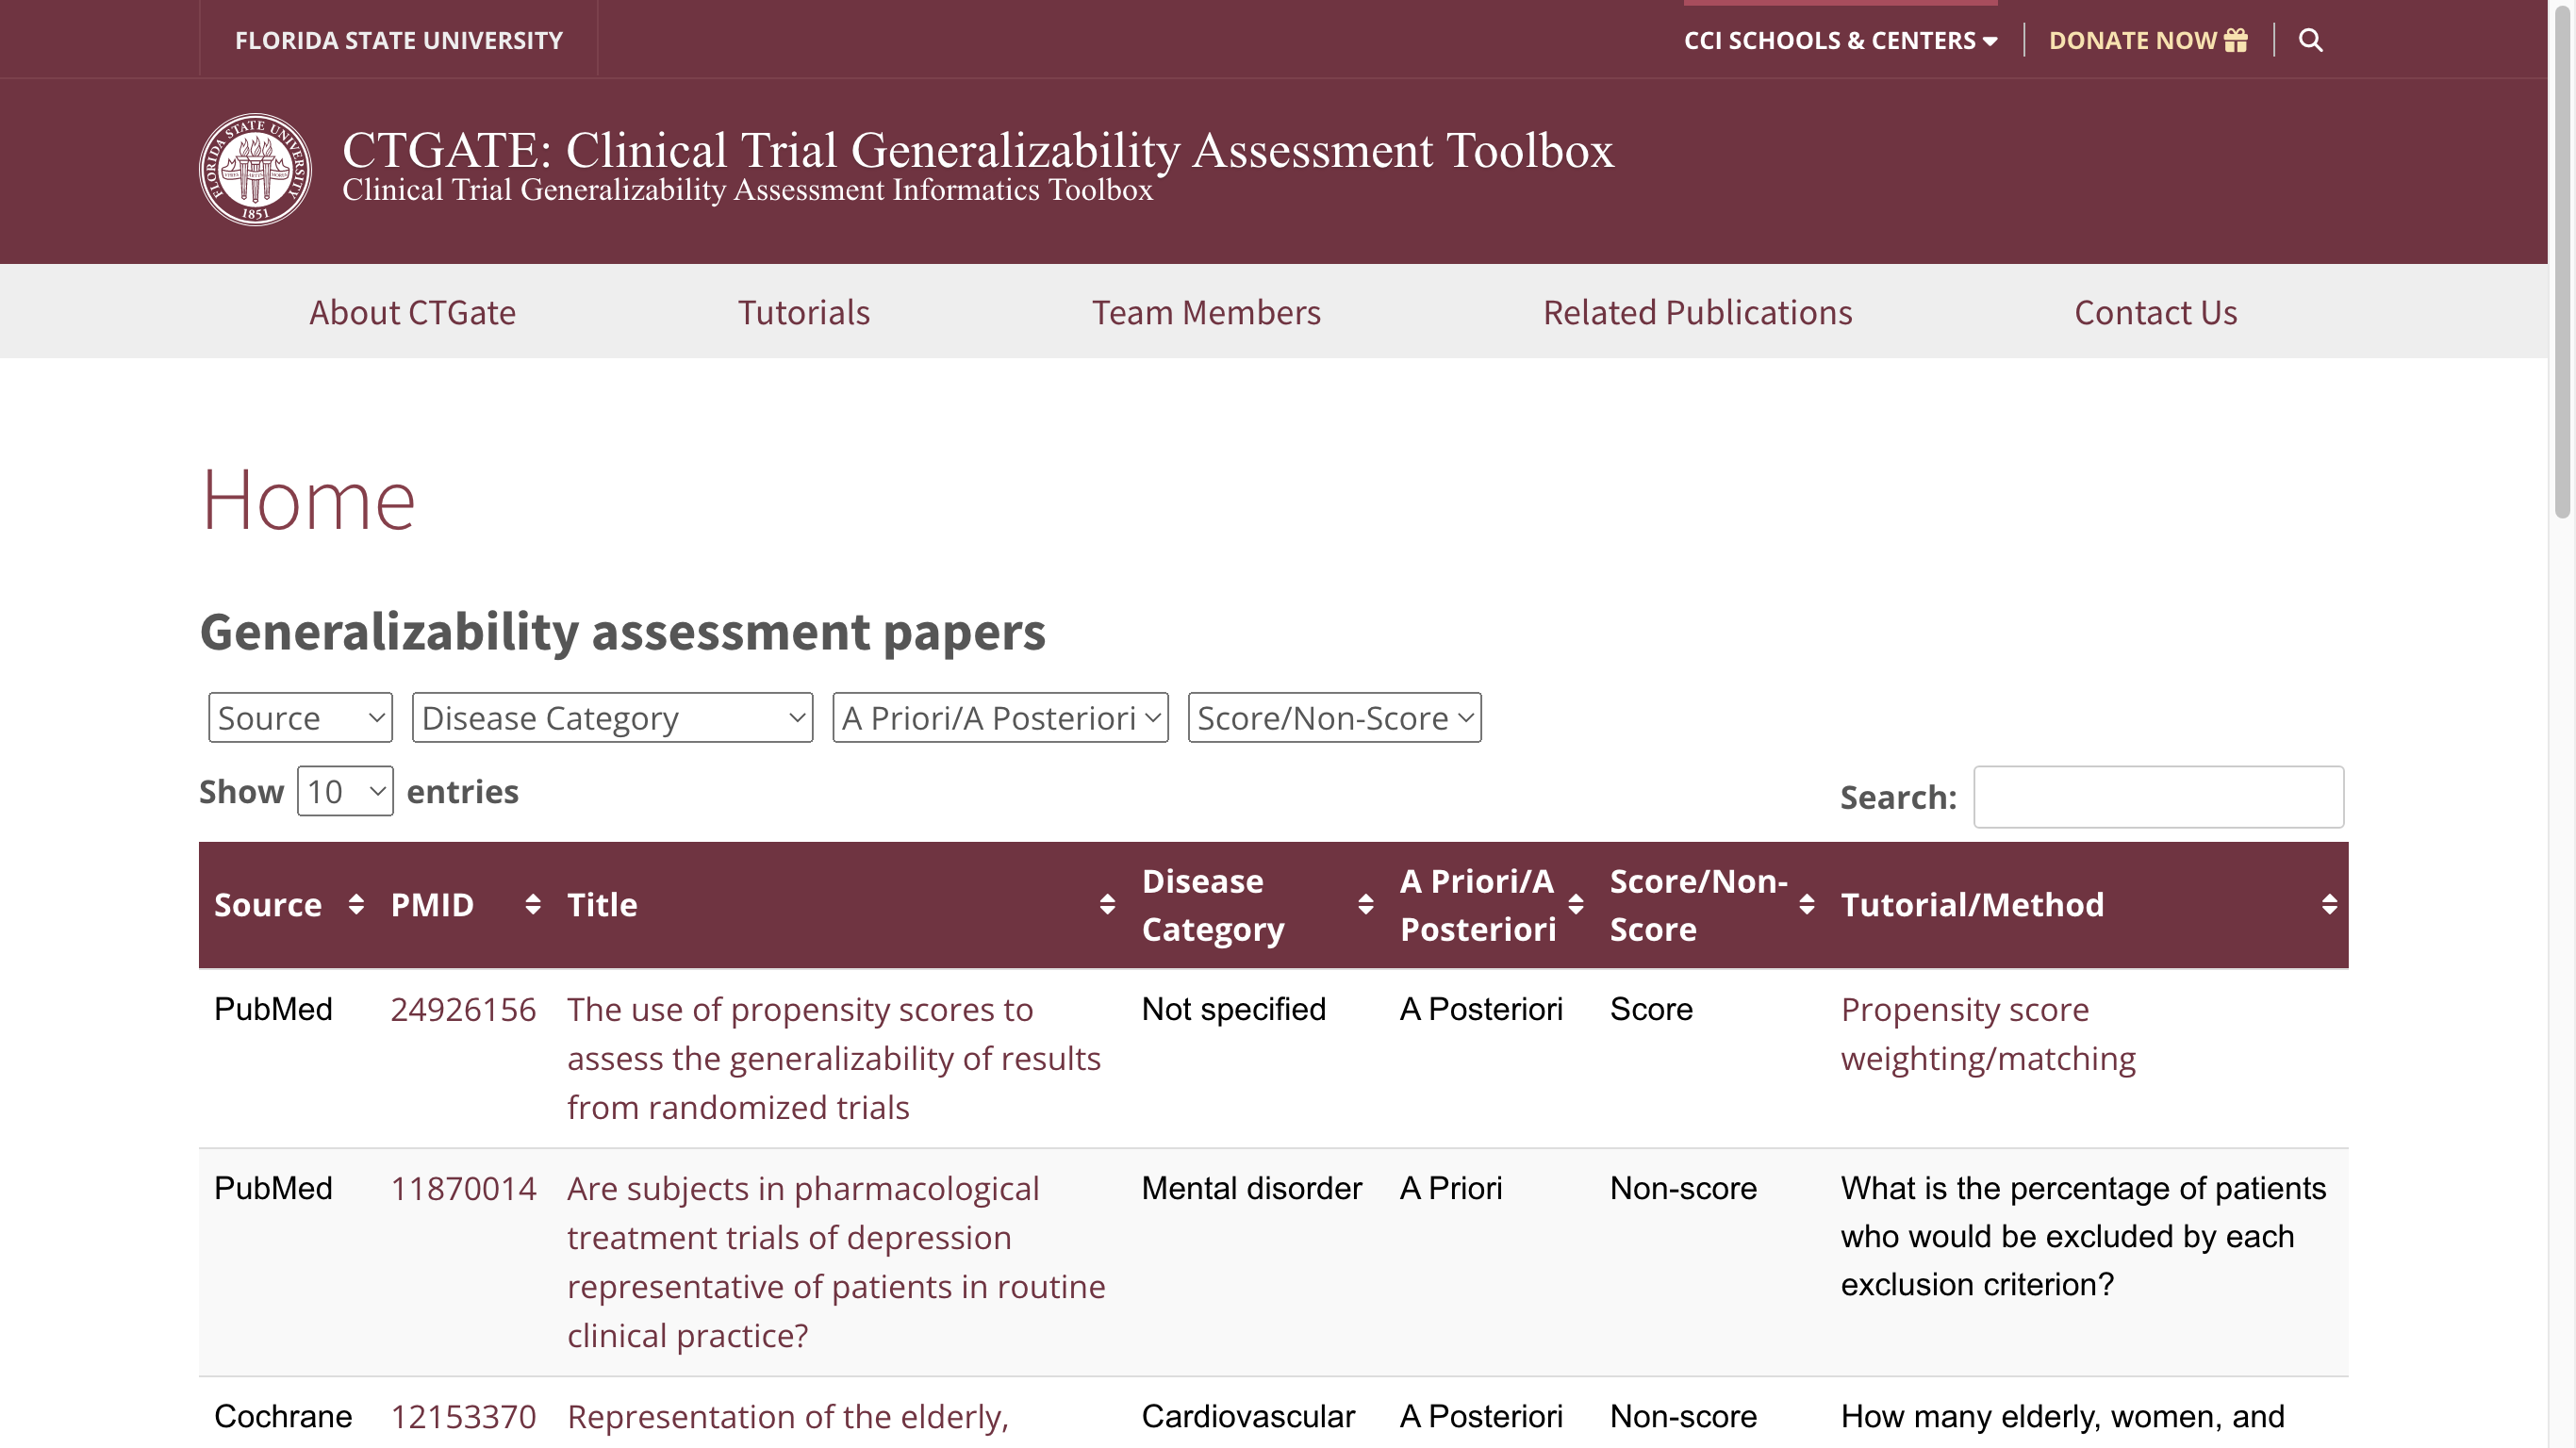 FLORIDA STATE UNIVERSITY
CCI SCHOOLS & CENTERS
DONATE NOW
FLORIDA STATE UNIVERSITY
1851
CTGATE: Clinical Trial Generalizability Assessment Toolbox
Clinical Trial Generalizability Assessment Informatics Toolbox
About CTGate
Tutorials
Team Members
Related Publications
Contact Us
Home
Generalizability assessment papers
Source
Disease Category
A Priori/A Posteriori
Score/Non-Score
Show 10 entries
Search:
Source
PMID
Title
Disease
Category
A Priori/A
Posteriori
Score/Non-
Score
Tutorial/Method
PubMed
24926156
The use of propensity scores to
assess the generalizability of results
from randomized trials
Not specified
A Posteriori
Score
Propensity score
weighting/matching
PubMed
11870014
Are subjects in pharmacological
treatment trials of depression
representative of patients in routine
clinical practice?
Mental disorder
A Priori
Non-score
What is the percentage of patients
who would be excluded by each
exclusion criterion?
Cochrane
12153370
Representation of the elderly,
Cardiovascular
A Posteriori
Non-score
How many elderly, women, and